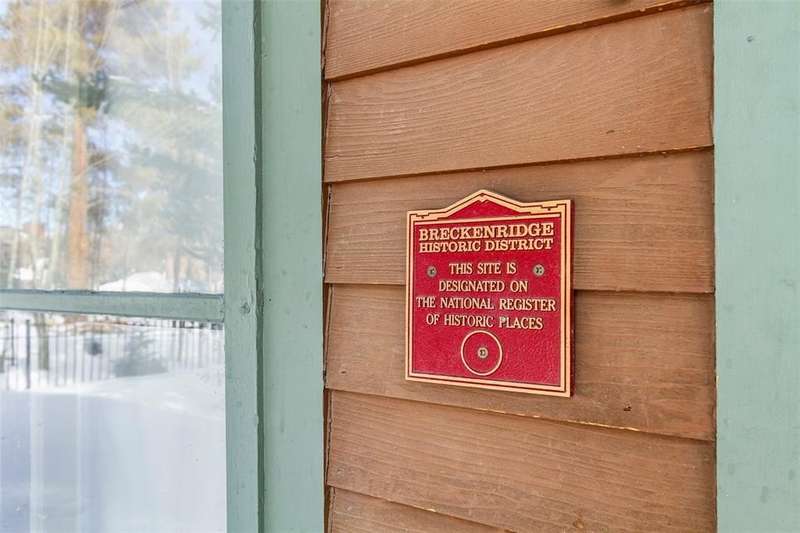 BRECKENRIDGE
HISTORIC DISTRICT
THIS SITE IS
DESIGNATED ON
THE NATIONAL REGISTER
OF HISTORIC PLACES